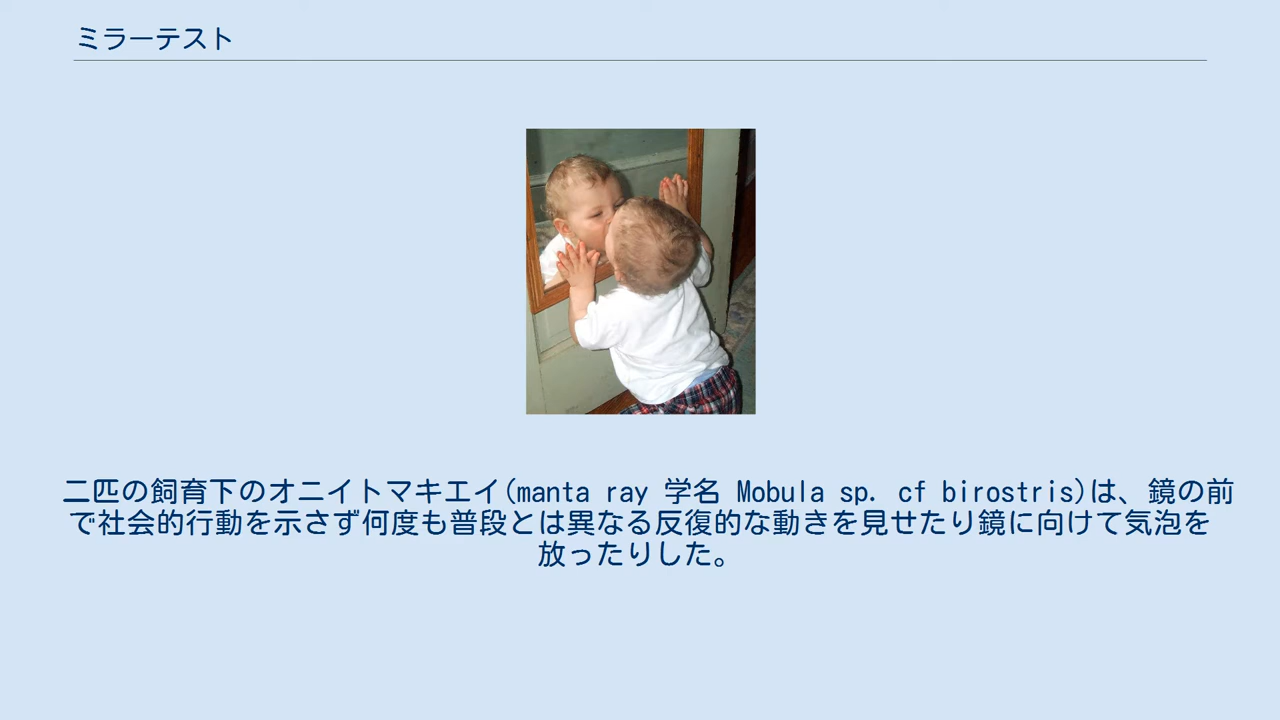 ミラーテスト
二匹の飼育下のオニイトマキエイ(manta ray 学名 Mobula sp. cf birostris)は、鏡の前
で社会的行動を示さず何度も普段とは異なる反復的な動きを見せたり鏡に向けて気泡を
放ったりした。